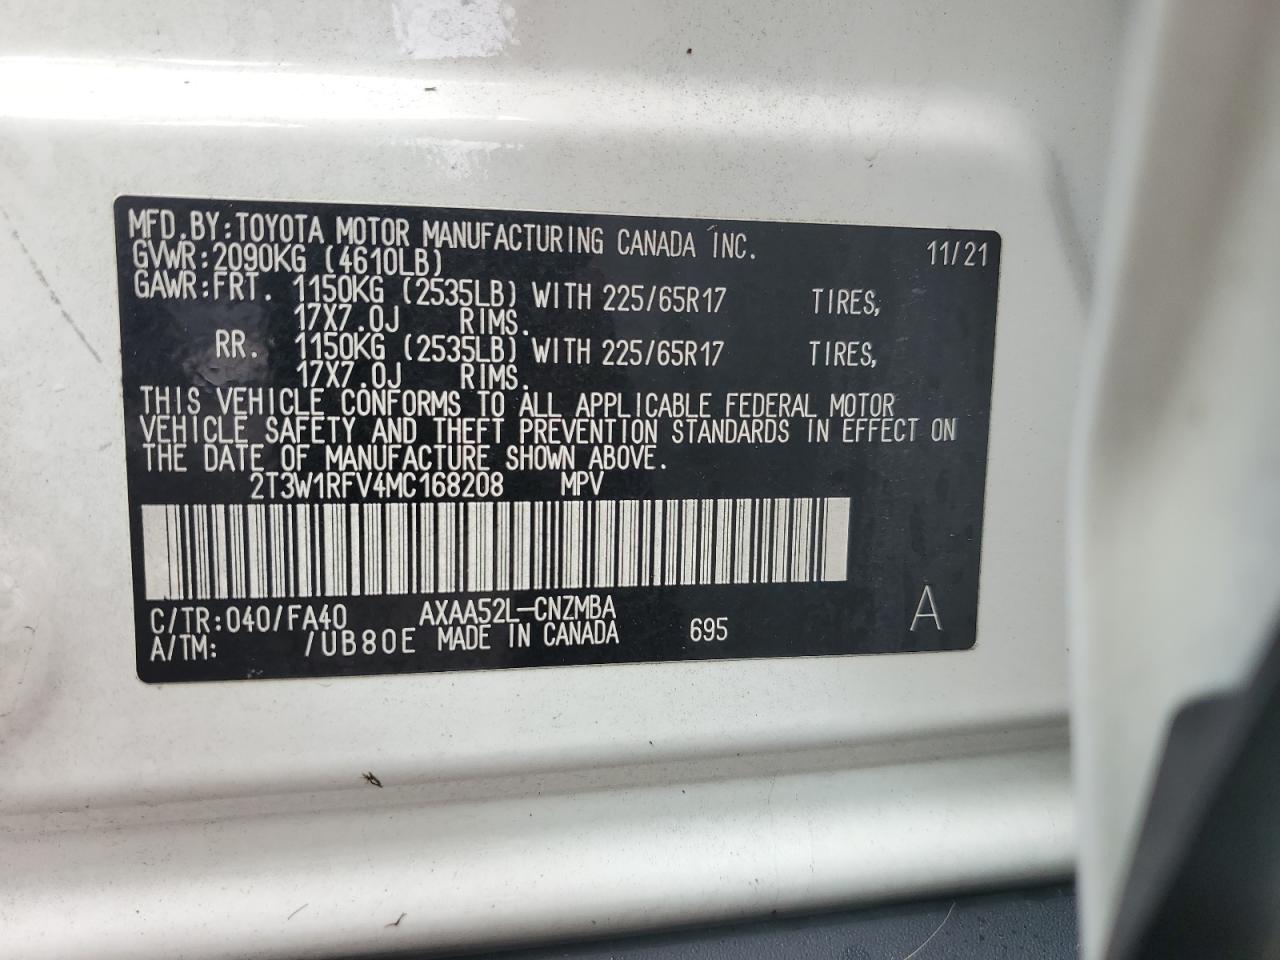 MFD.BY:TOYOTA MOTOR MANUFACTURING CANADA INC. 11/21
GVWR:2090KG (4610LB)
GAWR:FRT. 1150KG (2535LB) WITH 225/65R17 TIRES,
17X7.0J RIMS.
RR. 1150KG (2535LB) WITH 225/65R17 TIRES,
17X7.0J RIMS.
THIS VEHICLE CONFORMS TO ALL APPLICABLE FEDERAL MOTOR
VEHICLE SAFETY AND THEFT PREVENTION STANDARDS IN EFFECT ON
THE DATE OF MANUFACTURE SHOWN ABOVE.
2T3W1RFV4MC168208 MPV
C/TR:040/FA40 AXAA52L-CNZMBA A
A/TM: /UB80E MADE IN CANADA 695